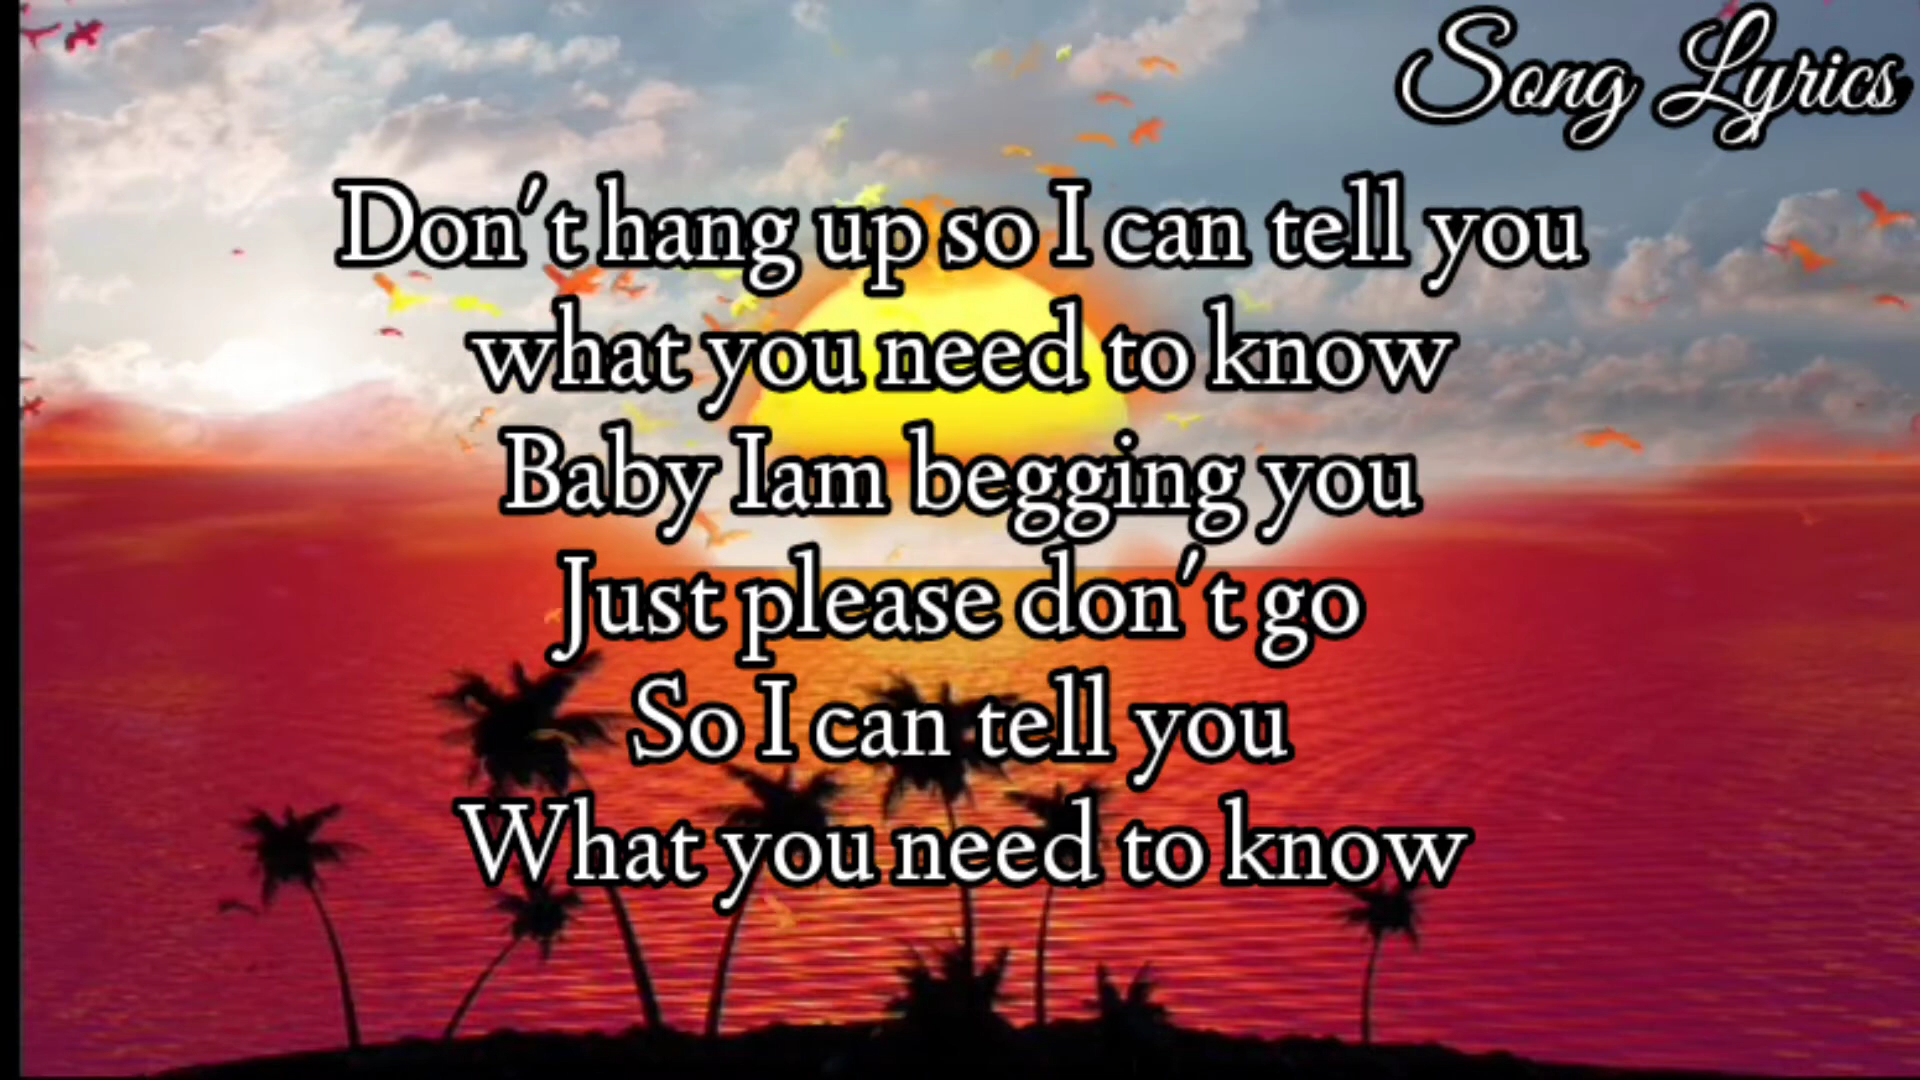 Song Lyrics
Don't hang up so I can tell you
what you need to know
Baby Iam begging you
Just please don't go
So I can tell you
What you need to know